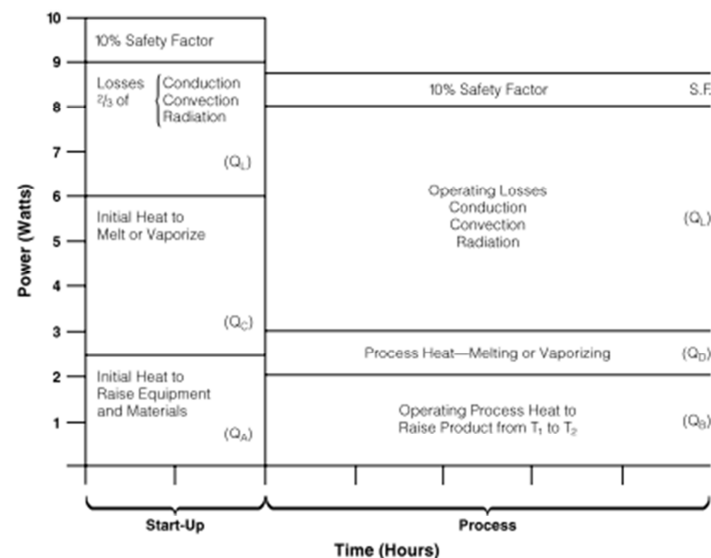 10
9
8
7
6
5
4
3
2
1
Power (Watts)
10% Safety Factor
Losses
2/3 of
Conduction
Convection
Radiation
(QL)
Initial Heat to
Melt or Vaporize
(QC)
Initial Heat to
Raise Equipment
and Materials
(QA)
10% Safety Factor
S.F.
Operating Losses
Conduction
Convection
Radiation
(QL)
Process Heat—Melting or Vaporizing
(QD)
Operating Process Heat to
Raise Product from T1 to T2
(QB)
Start-Up
Process
Time (Hours)